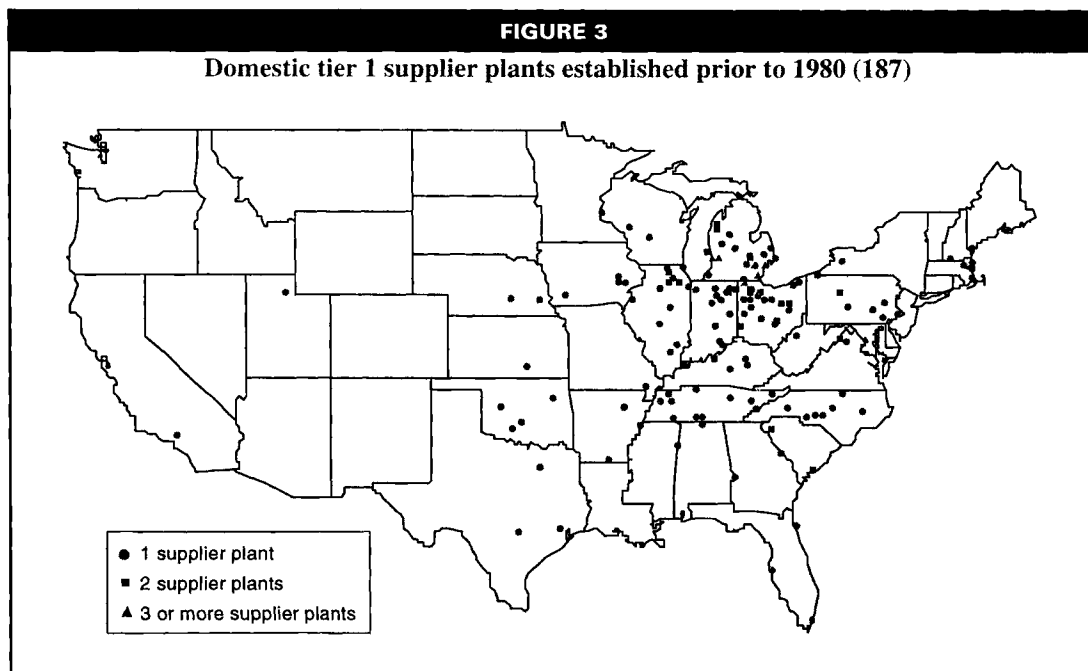 FIGURE 3
Domestic tier 1 supplier plants established prior to 1980 (187)
1 supplier plant
2 supplier plants
3 or more supplier plants